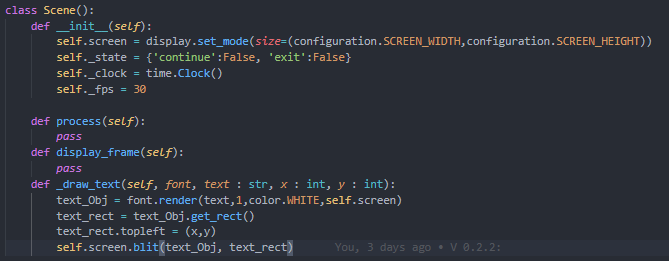 class Scene():
    def __init__(self):
        self.screen = display.set_mode(size=(configuration.SCREEN_WIDTH,configuration.SCREEN_HEIGHT))
        self._state = {'continue':False, 'exit':False}
        self._clock = time.Clock()
        self._fps = 30

    def process(self):
        pass
    def display_frame(self):
        pass
    def _draw_text(self, font, text : str, x : int, y : int):
        text_Obj = font.render(text,1,color.WHITE,self.screen)
        text_rect = text_Obj.get_rect()
        text_rect.topleft = (x,y)
        self.screen.blit(text_Obj, text_rect)    You, 3 days ago • V 0.2.2: